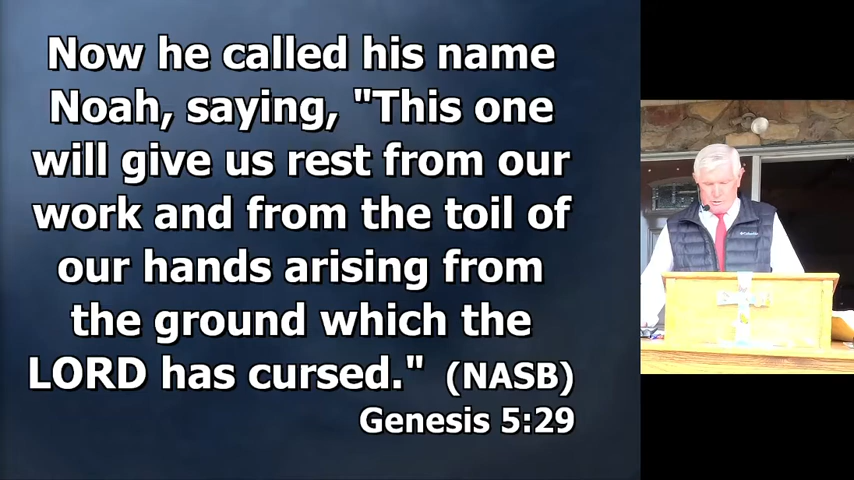 Now he called his name
Noah, saying, "This one
will give us rest from our
work and from the toil of
our hands arising from
the ground which the
LORD has cursed." (NASB)
Genesis 5:29
Columbia